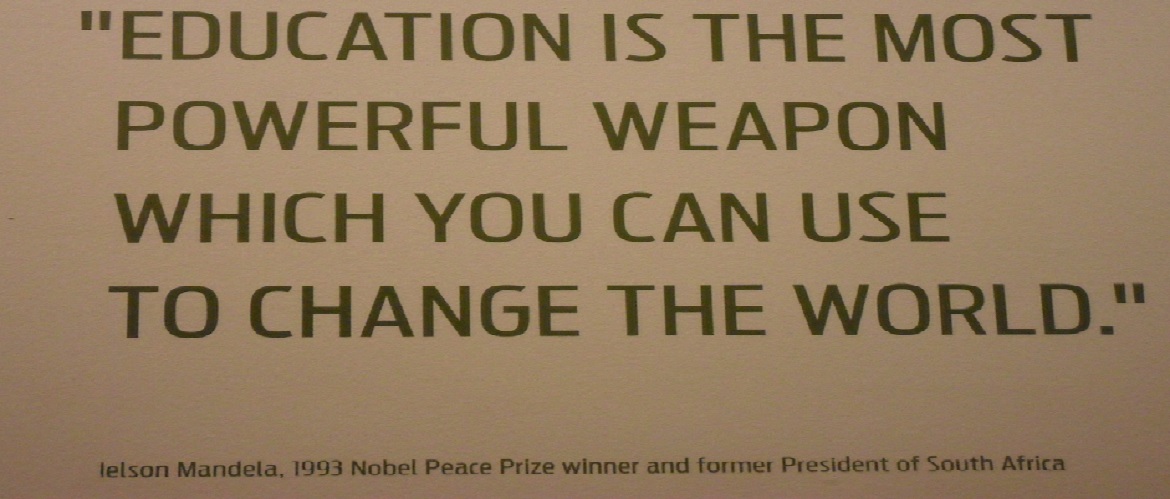 "EDUCATION IS THE MOST
POWERFUL WEAPON
WHICH YOU CAN USE
TO CHANGE THE WORLD."
lelson Mandela, 1993 Nobel Peace Prize winner and former President of South Africa